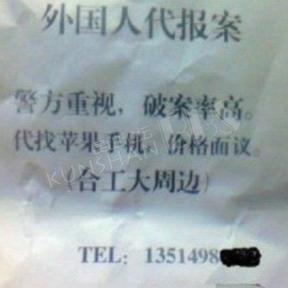 外国人代报案
警方重视，破案率高。
代找苹果手机，价格面议。
(合工大周边)
TEL: 1351498